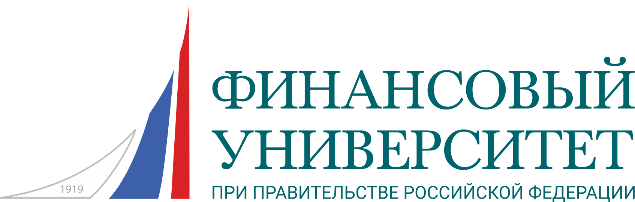 ФИНАНСОВЫЙ
УНИВЕРСИТЕТ
ПРИ ПРАВИТЕЛЬСТВЕ РОССИЙСКОЙ ФЕДЕРАЦИИ
1919